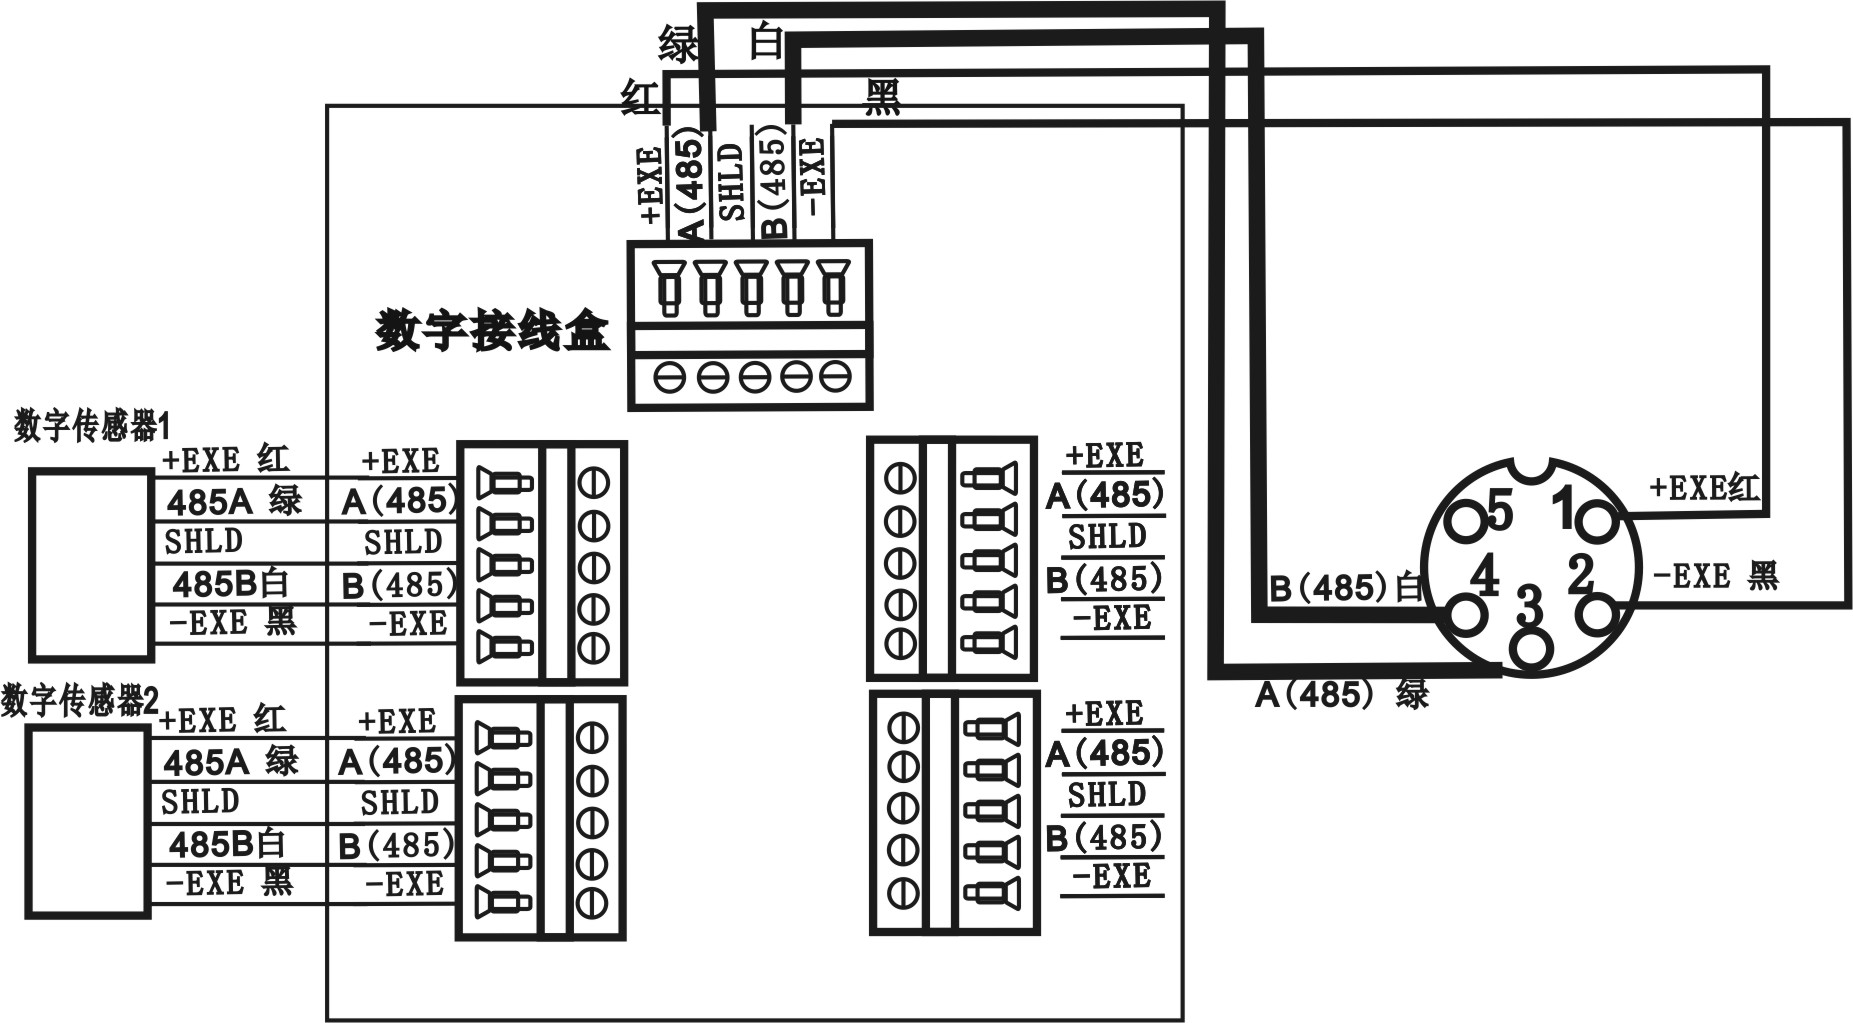 绿 白
红 黑
+EXE
A(485)
SHLD
B(485)
-EXE
数字接线盒
数字传感器1
+EXE 红 +EXE
485A 绿 A(485)
SHLD SHLD
485B白 B(485)
-EXE 黑 -EXE
+EXE
A(485)
SHLD
B(485)
-EXE
数字传感器2
+EXE 红 +EXE
485A 绿 A(485)
SHLD SHLD
485B白 B(485)
-EXE 黑 -EXE
+EXE
A(485)
SHLD
B(485)
-EXE
5 1
4 2
3
+EXE红
-EXE 黑
B(485)白
A(485) 绿